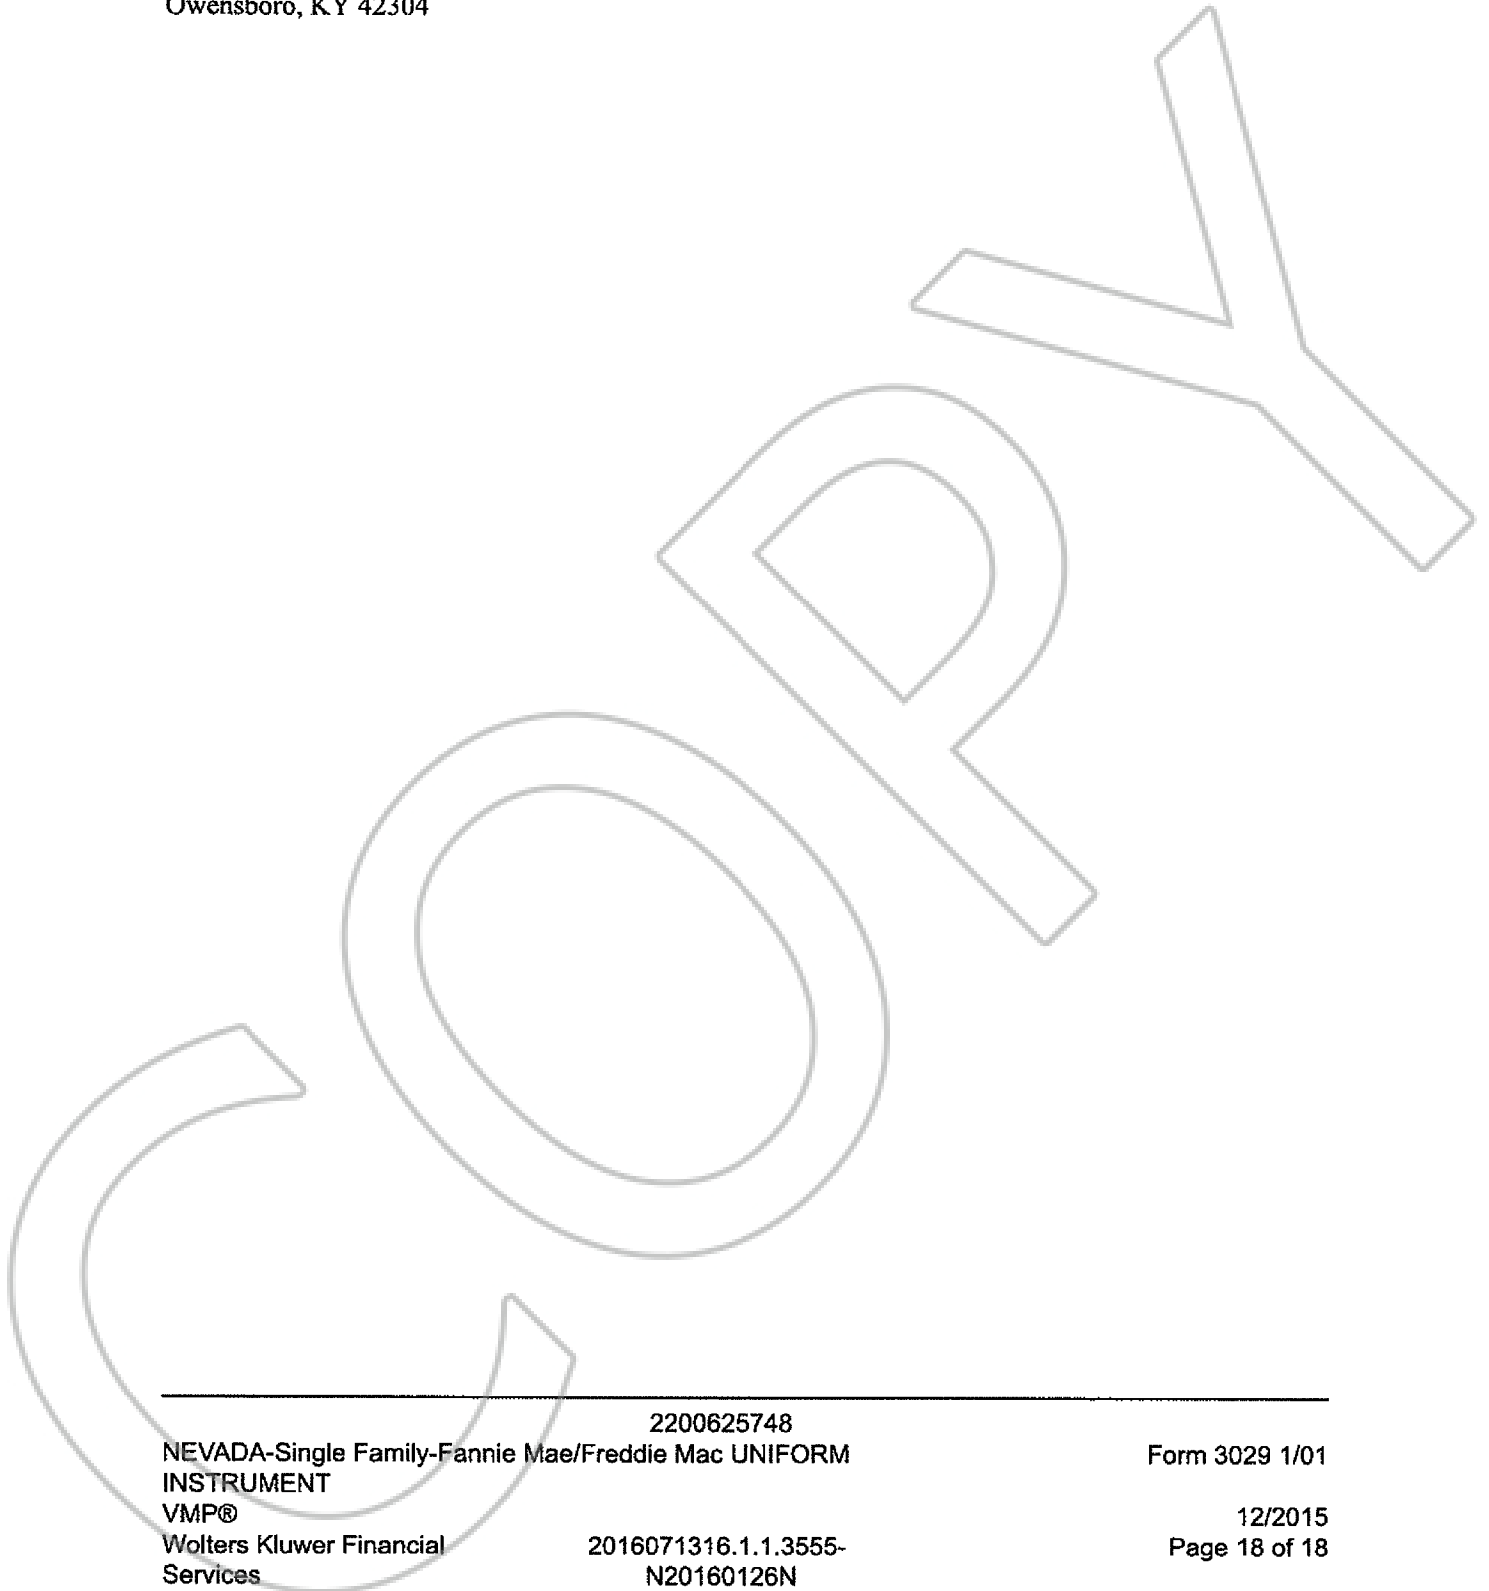 Owensboro, KY 42304
COPY
2200625748
NEVADA-Single Family-Fannie Mae/Freddie Mac UNIFORM Form 3029 1/01
INSTRUMENT
VMP® 12/2015
Wolters Kluwer Financial 2016071316.1.1.3555- Page 18 of 18
Services N20160126N